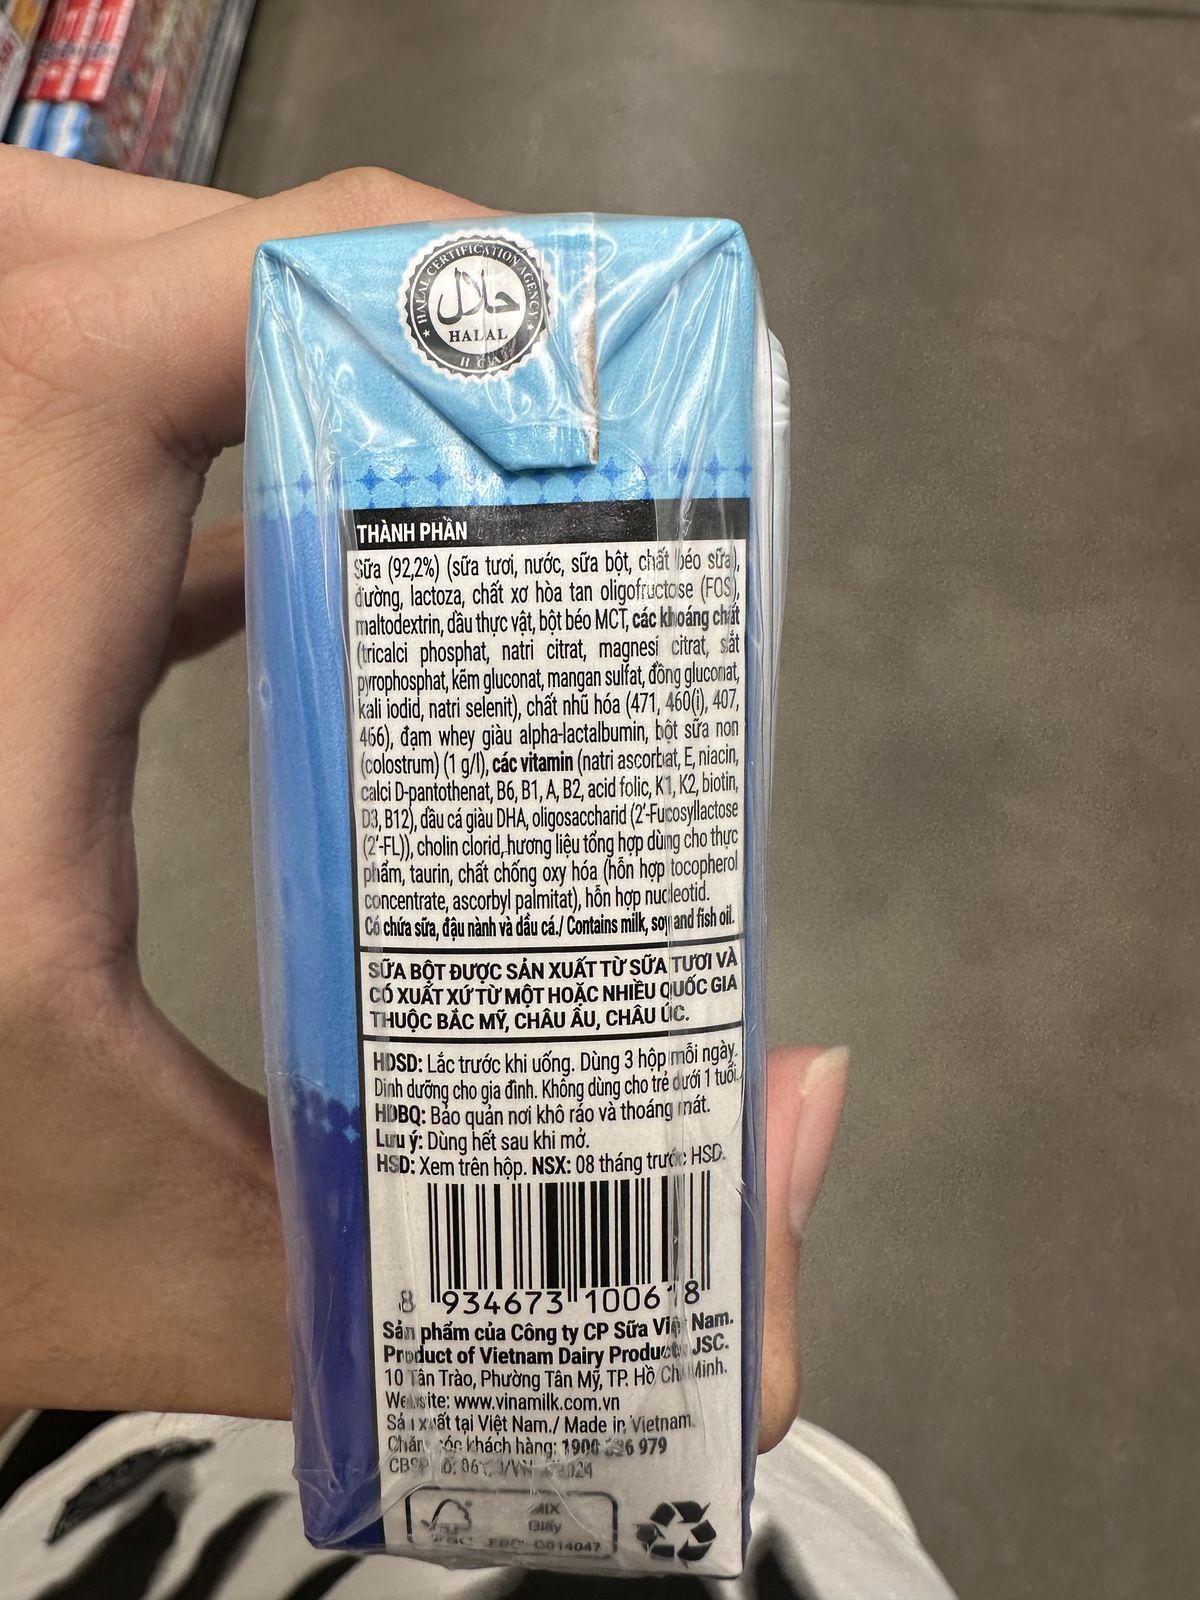 HALAL CERTIFICATION AGENCY
حلال
HALAL
THÀNH PHẦN
Sữa (92,2%) (sữa tươi, nước, sữa bột, chất béo sữa),
đường, lactoza, chất xơ hòa tan oligofructose (FOS),
maltodextrin, dầu thực vật, bột béo MCT, các khoáng chất
(tricalci phosphat, natri citrat, magnesi citrat, sắt
pyrophosphat, kẽm gluconat, mangan sulfat, đồng gluconat,
kali iodid, natri selenit), chất nhũ hóa (471, 460(i), 407,
466), đạm whey giàu alpha-lactalbumin, bột sữa non
(colostrum) (1 g/l), các vitamin (natri ascorbat, E, niacin,
calci D-pantothenat, B6, B1, A, B2, acid folic, K1, K2, biotin,
D3, B12), dầu cá giàu DHA, oligosaccharid (2'-Fucosyllactose
(2'-FL)), cholin clorid, hương liệu tổng hợp dùng cho thực
phẩm, taurin, chất chống oxy hóa (hỗn hợp tocopherol
concentrate, ascorbyl palmitat), hỗn hợp nucleotid.
Có chứa sữa, đậu nành và dầu cá./ Contains milk, soy and fish oil.
SỮA BỘT ĐƯỢC SẢN XUẤT TỪ SỮA TƯƠI VÀ
CÓ XUẤT XỨ TỪ MỘT HOẶC NHIỀU QUỐC GIA
THUỘC BẮC MỸ, CHÂU ÂU, CHÂU ÚC.
HDSD: Lắc trước khi uống. Dùng 3 hộp mỗi ngày.
Dinh dưỡng cho gia đình. Không dùng cho trẻ dưới 1 tuổi.
HDBQ: Bảo quản nơi khô ráo và thoáng mát.
Lưu ý: Dùng hết sau khi mở.
HSD: Xem trên hộp. NSX: 08 tháng trước HSD.
8 934673 100618
Sản phẩm của Công ty CP Sữa Việt Nam.
Product of Vietnam Dairy Products JSC.
10 Tân Trào, Phường Tân Mỹ, TP. Hồ Chí Minh.
Website: www.vinamilk.com.vn
Sản xuất tại Việt Nam./ Made in Vietnam.
Chăm sóc khách hàng: 1900 979
MIX
Giấy
FSC C014047